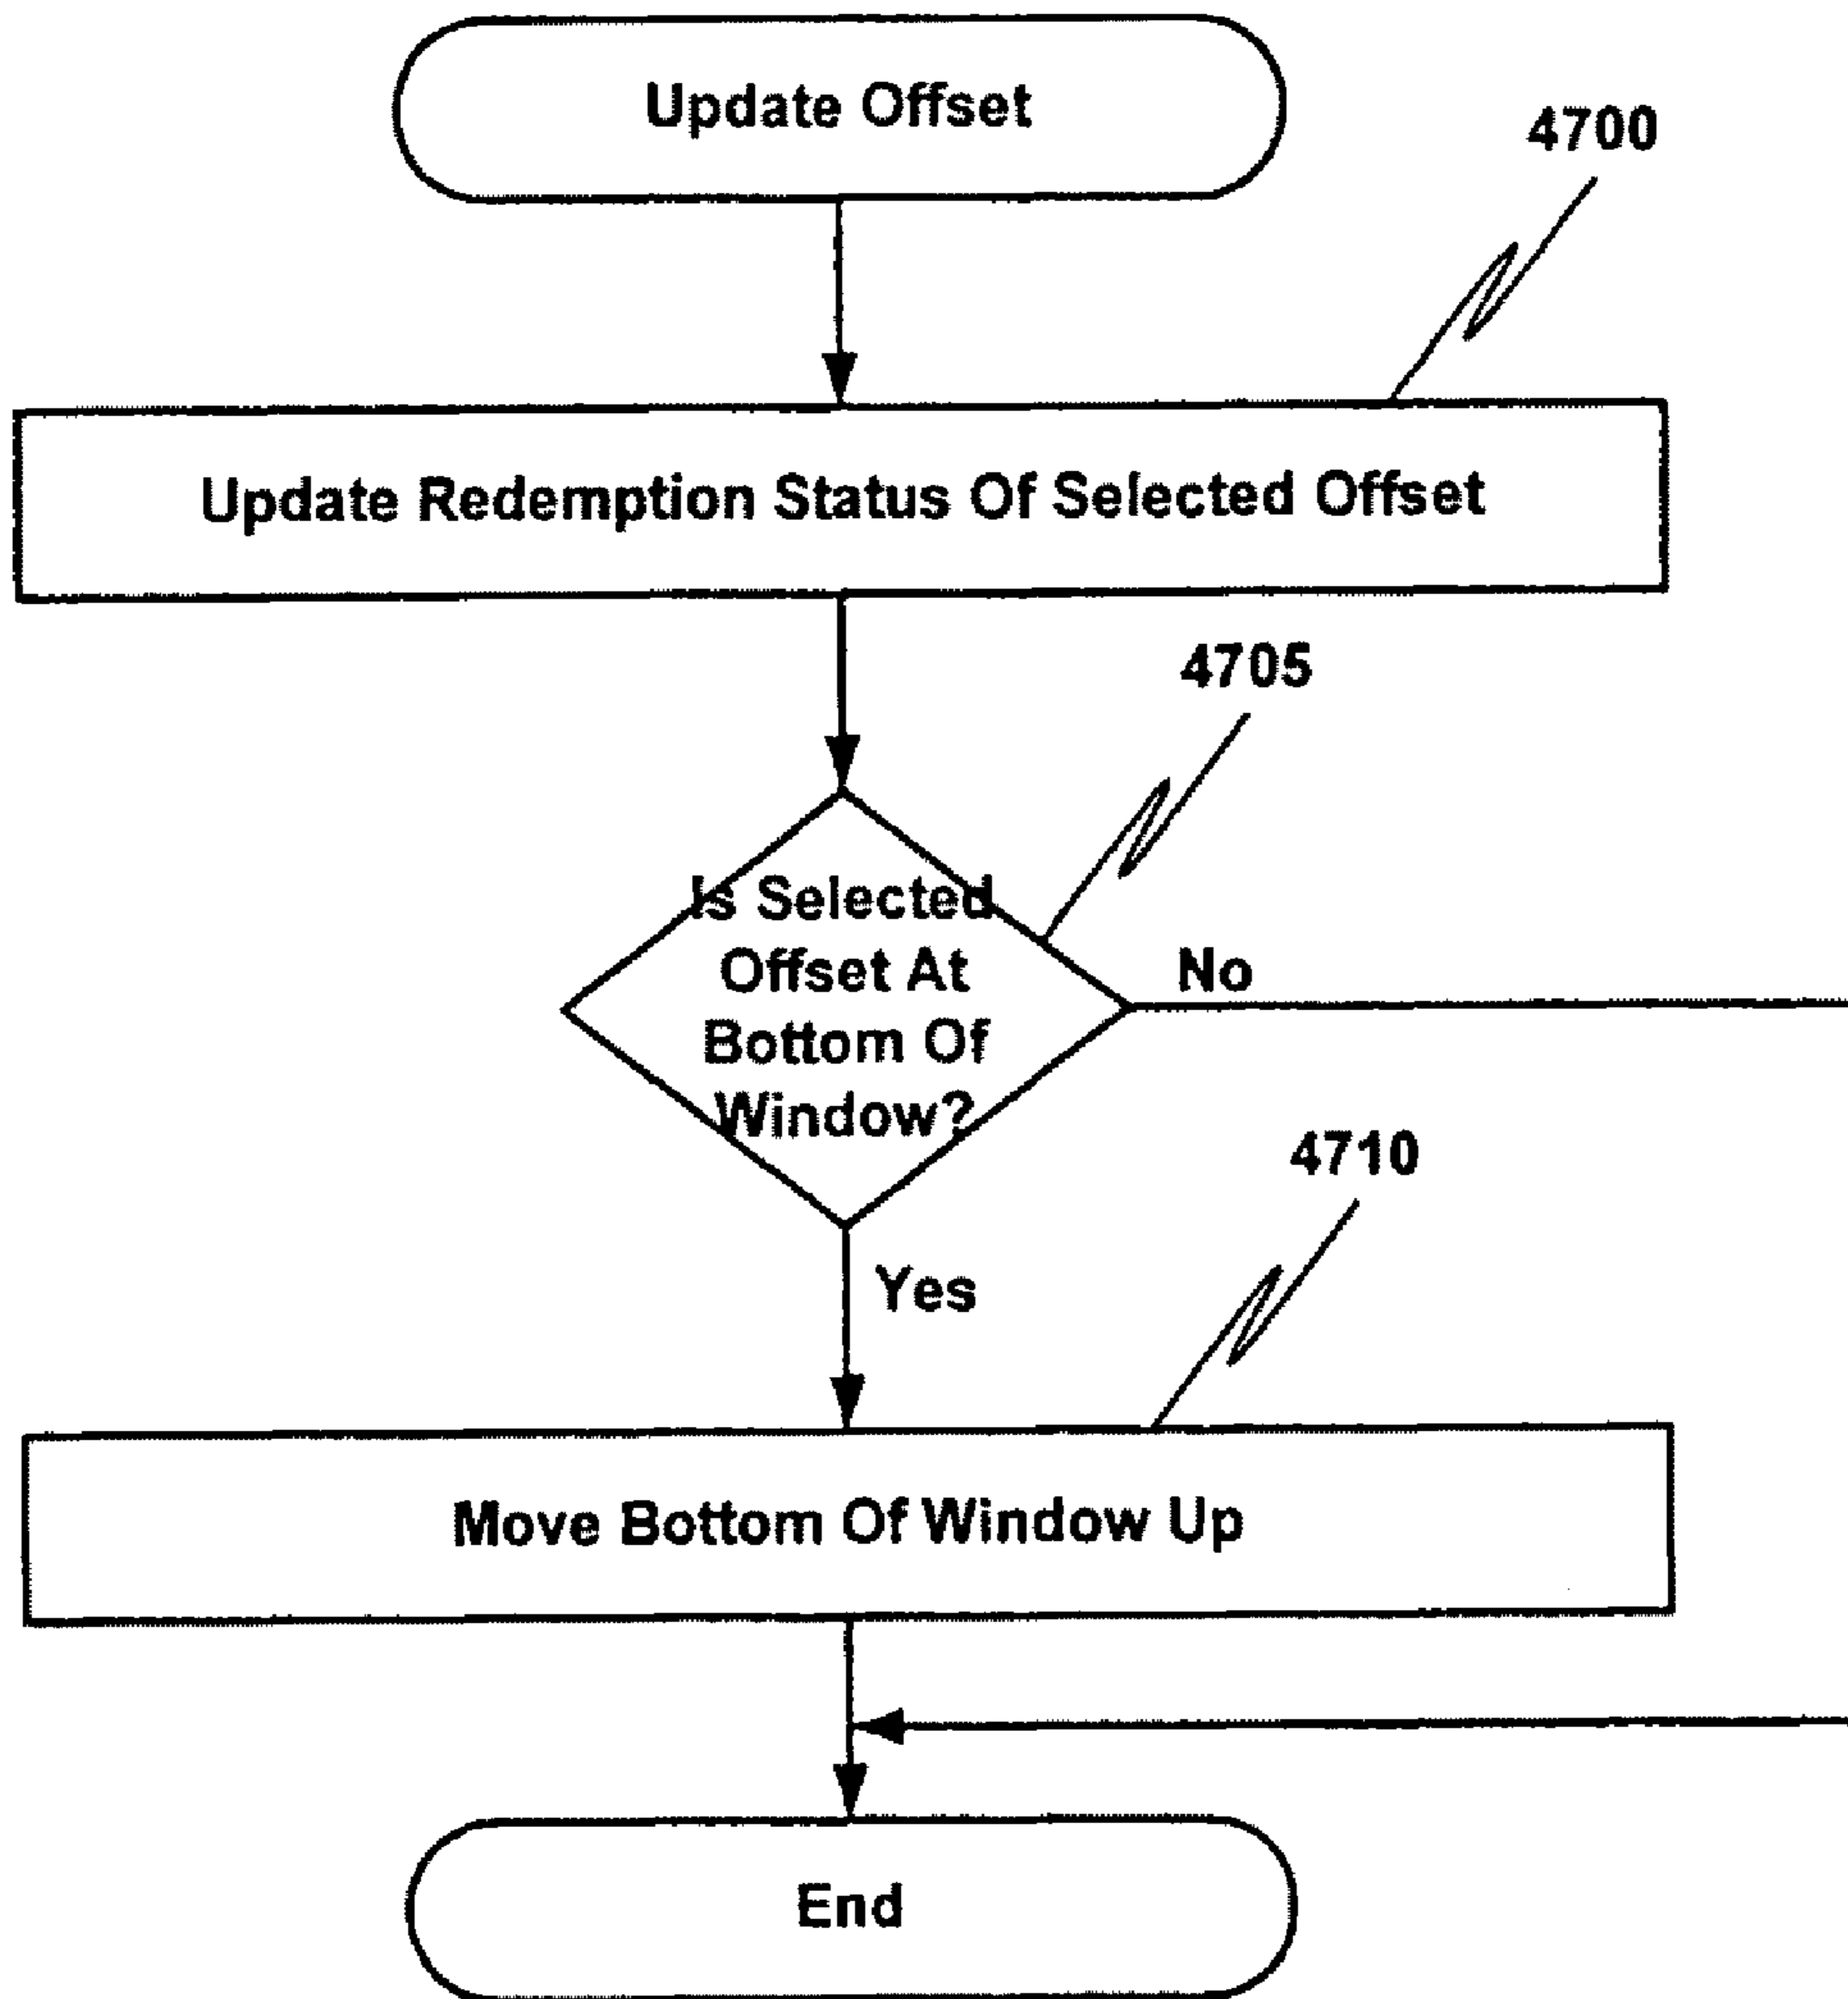 Update Offset
4700
Update Redemption Status Of Selected Offset
4705
Is Selected
Offset At
Bottom Of
Window?
No
4710
Yes
Move Bottom Of Window Up
End